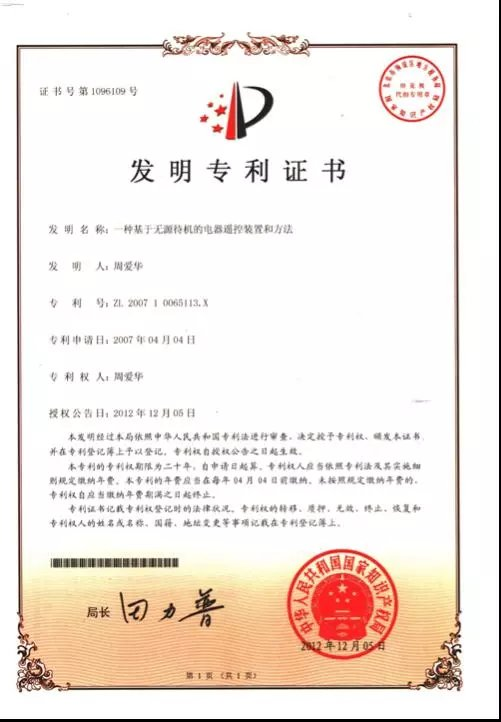 证书号第1096109号
发明专利证书
发明名称：一种基于无源待机的电器遥控装置和方法
发明人：周爱华
专利号：ZL 2007 1 0065113.X
专利申请日：2007年04月04日
专利权人：周爱华
授权公告日：2012年12月05日
本发明经过本局依照中华人民共和国专利法进行审查，决定授予专利权，颁发本证书
并在专利登记簿上予以登记。专利权自授权公告之日起生效。
本专利的专利权期限为二十年，自申请日起算。专利权人应当依照专利法及其实施细
则规定缴纳年费。本专利的年费应当在每年04月04日前缴纳。未按照规定缴纳年费的，
专利权自应当缴纳年费期满之日起终止。
专利证书记载专利权登记时的法律状况。专利权的转移、质押、无效、终止、恢复和
专利权人的姓名或名称、国籍、地址变更等事项记载在专利登记簿上。
局长
田力普
中华人民共和国国家知识产权局
2012年12月05日
第1页（共1页）